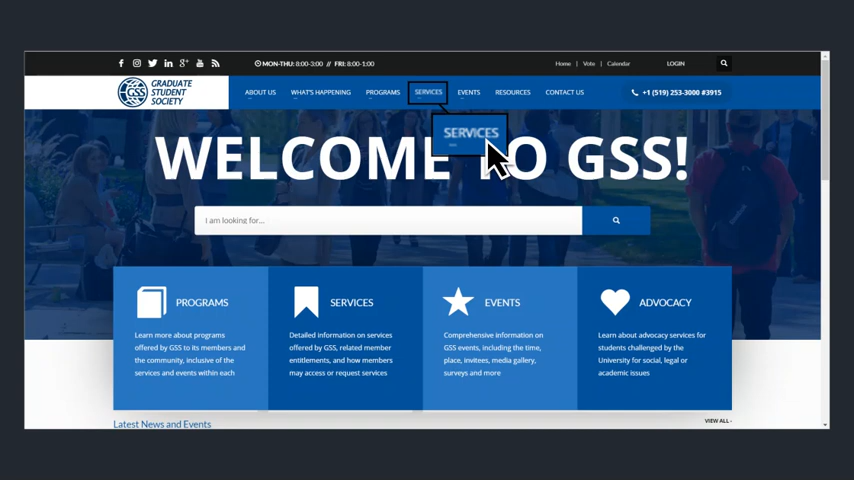 MON-THU: 8:00-3:00 // FRI: 8:00-1:00
Home | Vote | Calendar
LOGIN
GSS
GRADUATE
STUDENT
SOCIETY
ABOUT US
WHAT'S HAPPENING
PROGRAMS
SERVICES
EVENTS
RESOURCES
CONTACT US
+1 (519) 253-3000 #3915
SERVICES
WELCOME TO GSS!
I am looking for...
PROGRAMS
Learn more about programs
offered by GSS to its members and
the community, inclusive of the
services and events within each
SERVICES
Detailed information on services
offered by GSS, related member
entitlements, and how members
may access or request services
EVENTS
Comprehensive information on
GSS events, including the time,
place, invitees, media gallery,
surveys and more
ADVOCACY
Learn about advocacy services for
students challenged by the
University for social, legal or
academic issues
Latest News and Events
VIEW ALL -